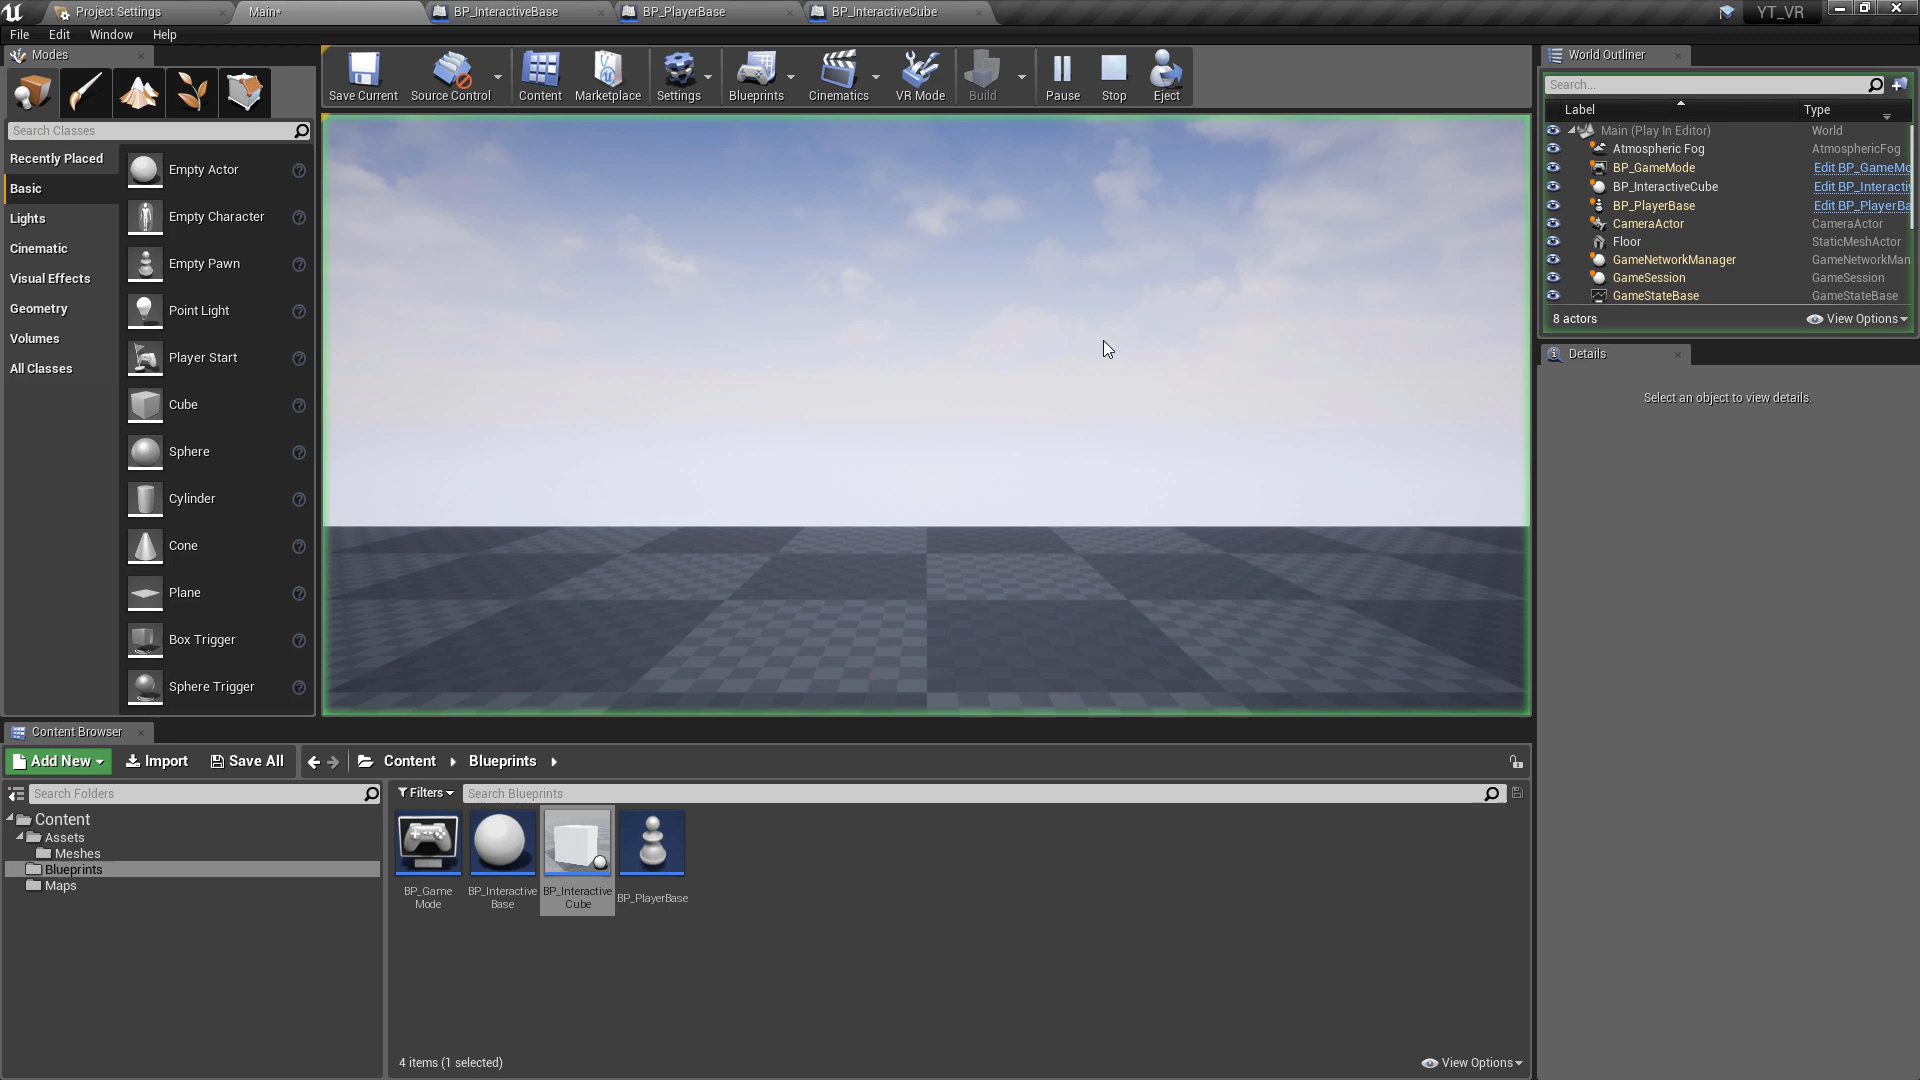 Project Settings
Main*
BP_InteractiveBase
BP_PlayerBase
BP_InteractiveCube
YT_VR
File Edit Window Help
Modes
Save Current
Source Control
Content
Marketplace
Settings
Blueprints
Cinematics
VR Mode
Build
Pause
Stop
Eject
Search Classes
Recently Placed
Basic
Lights
Cinematic
Visual Effects
Geometry
Volumes
All Classes
Empty Actor
Empty Character
Empty Pawn
Point Light
Player Start
Cube
Sphere
Cylinder
Cone
Plane
Box Trigger
Sphere Trigger
World Outliner
Search...
Label Type
Main (Play In Editor) World
Atmospheric Fog AtmosphericFog
BP_GameMode Edit BP_GameMo
BP_InteractiveCube Edit BP_Interacti
BP_PlayerBase Edit BP_PlayerBa
CameraActor CameraActor
Floor StaticMeshActor
GameNetworkManager GameNetworkMan
GameSession GameSession
GameStateBase GameStateBase
8 actors
View Options
Details
Select an object to view details.
Content Browser
Add New Import Save All Content Blueprints
Search Folders
Content
Assets
Meshes
Blueprints
Maps
Filters
Search Blueprints
BP_Game
Mode
BP_Interactive
Base
BP_Interactive
Cube
BP_PlayerBase
4 items (1 selected)
View Options